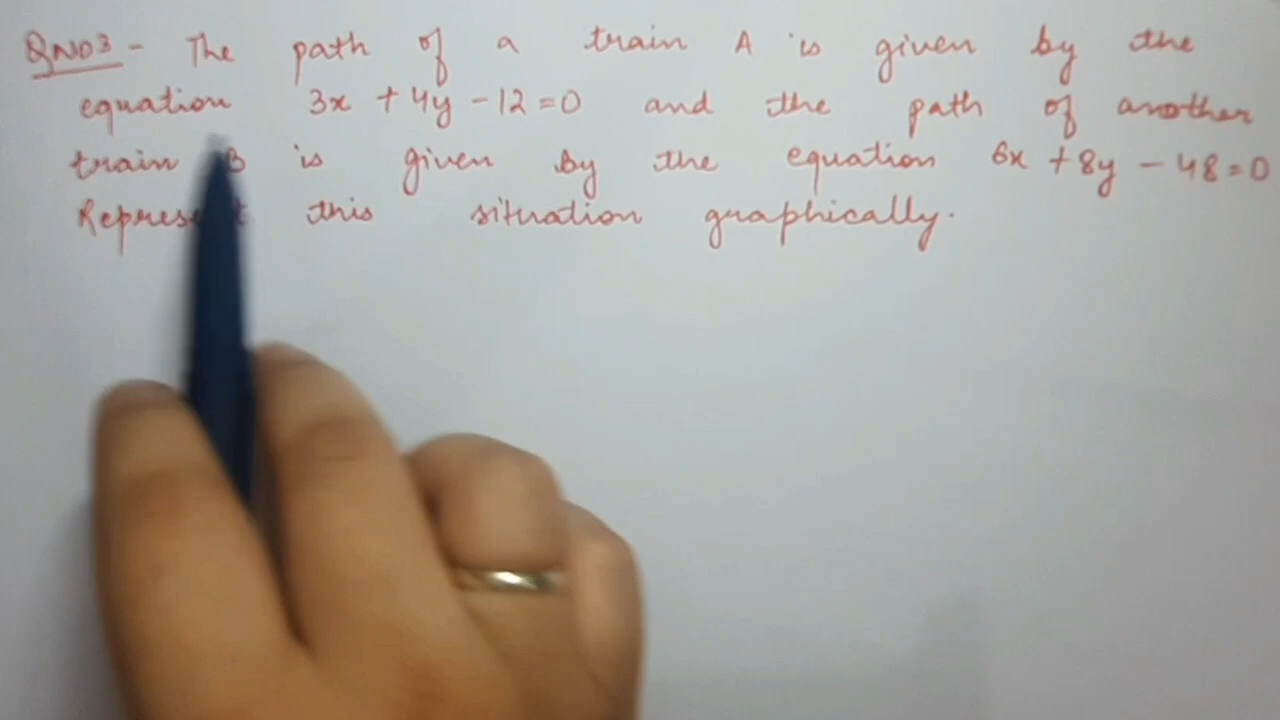 QNo3 - The path of a train A is given by the
equation 3x + 4y - 12 = 0 and the path of another
train B is given by the equation 6x + 8y - 48 = 0
Represent this situation graphically.